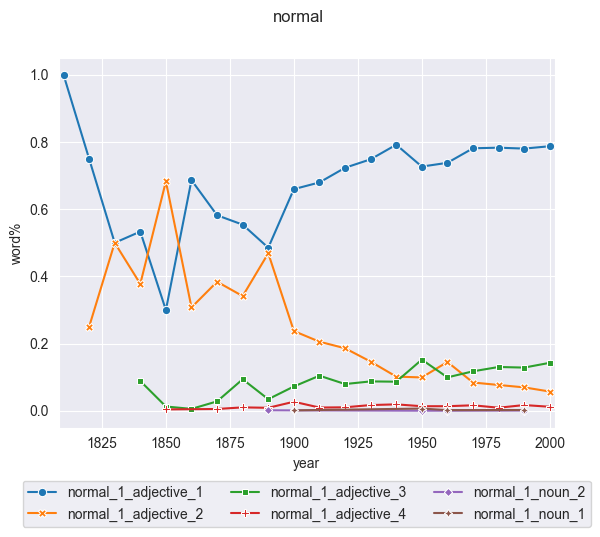 normal
1.0
0.8
0.6
0.4
0.2
0.0
word%
1825 1850 1875 1900 1925 1950 1975 2000
year
normal_1_adjective_1 normal_1_adjective_3 normal_1_noun_2
normal_1_adjective_2 normal_1_adjective_4 normal_1_noun_1